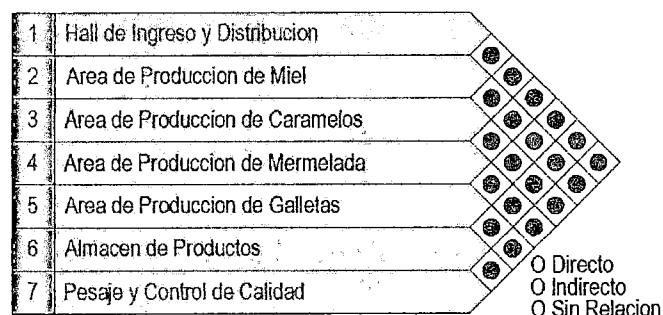 1 Hall de Ingreso y Distribucion
2 Area de Produccion de Miel
3 Area de Produccion de Caramelos
4 Area de Produccion de Mermelada
5 Area de Produccion de Galletas
6 Almacen de Productos
7 Pesaje y Control de Calidad
O Directo
O Indirecto
O Sin Relacion